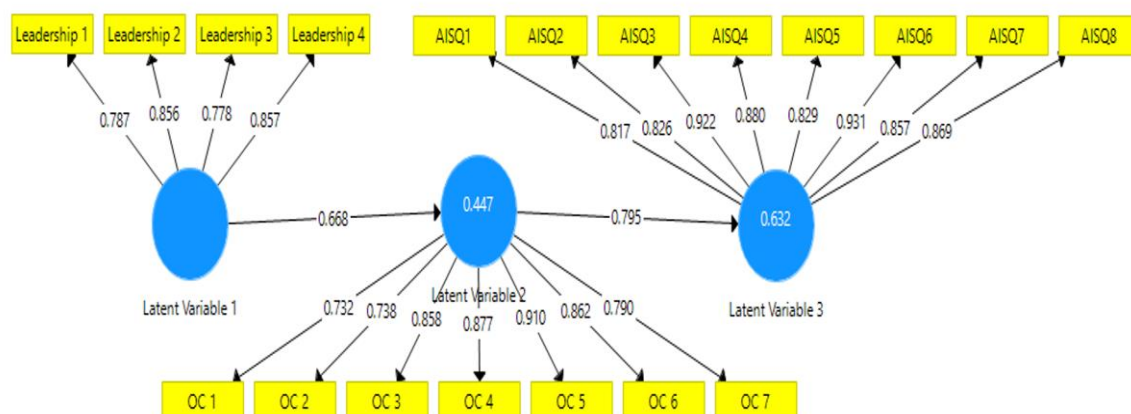 Leadership 1
Leadership 2
Leadership 3
Leadership 4
AISQ1
AISQ2
AISQ3
AISQ4
AISQ5
AISQ6
AISQ7
AISQ8
0.787
0.856
0.778
0.857
0.817
0.826
0.922
0.880
0.829
0.931
0.857
0.869
0.668
0.447
0.795
0.632
Latent Variable 1
Latent Variable 2
Latent Variable 3
0.732
0.738
0.858
0.877
0.910
0.862
0.790
OC 1
OC 2
OC 3
OC 4
OC 5
OC 6
OC 7